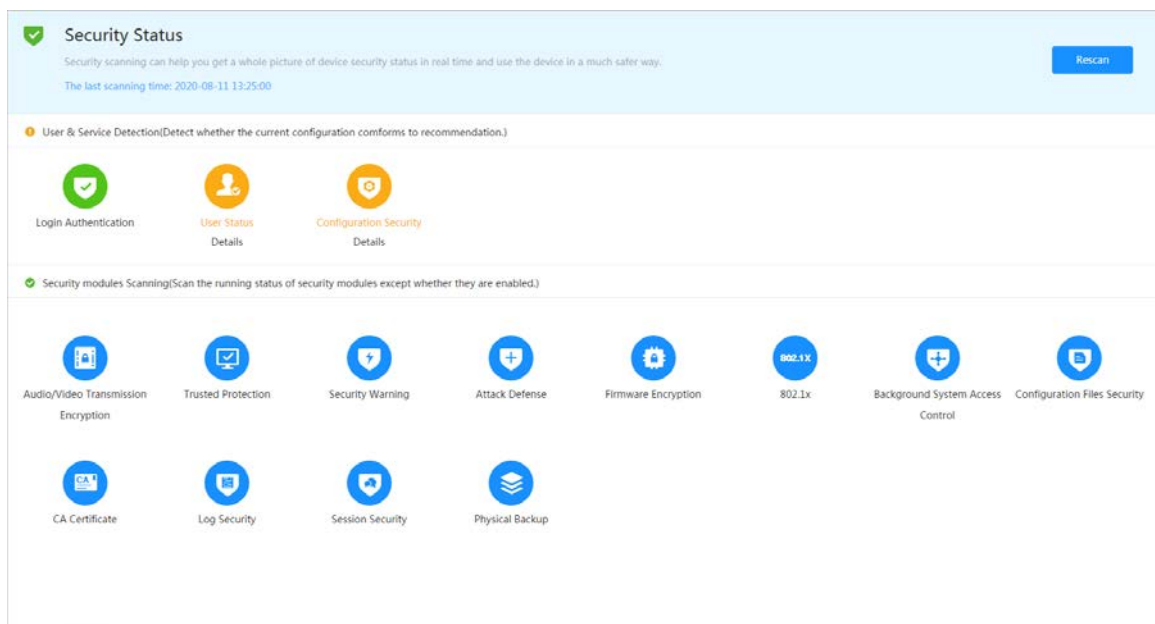 Security Status
Security scanning can help you get a whole picture of device security status in real time and use the device in a much safer way.
Rescan
The last scanning time: 2020-08-11 13:25:00
User & Service Detection(Detect whether the current configuration comforms to recommendation.)
Login Authentication
User Status
Configuration Security
Details
Details
Security modules Scanning(Scan the running status of security modules except whether they are enabled.)
802.1X
Audio/Video Transmission
Encryption
Trusted Protection
Security Warning
Attack Defense
Firmware Encryption
802.1x
Background System Access
Control
Configuration Files Security
CA
CA Certificate
Log Security
Session Security
Physical Backup